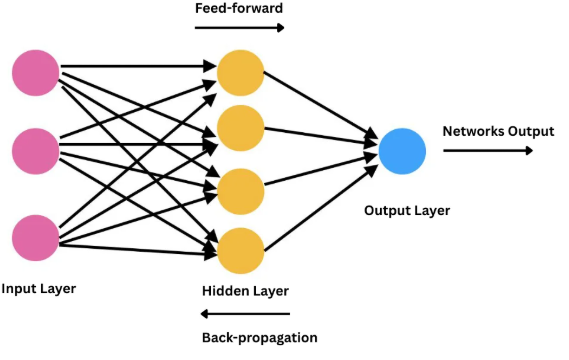 Feed-forward
Networks Output
Output Layer
Input Layer
Hidden Layer
Back-propagation